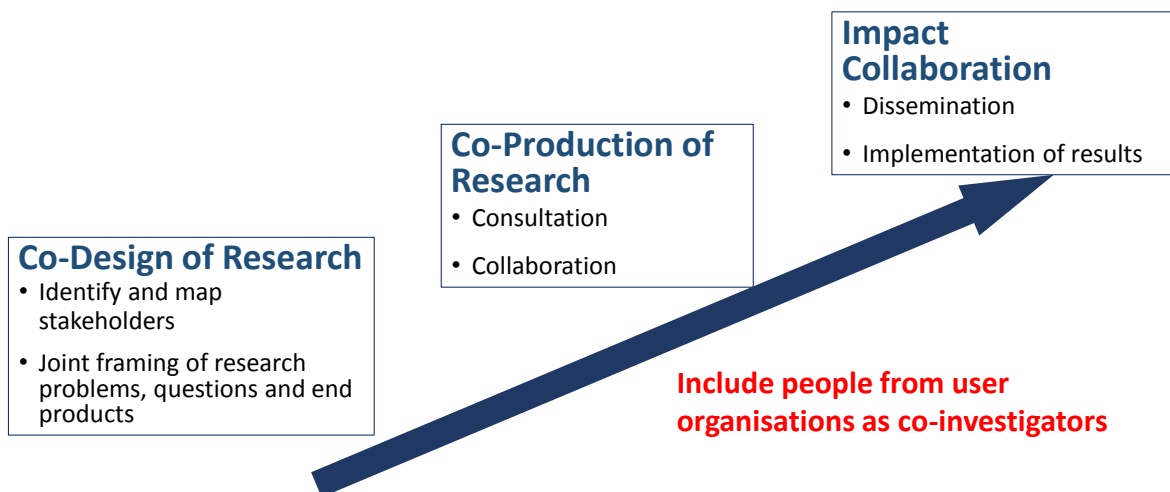 Co-Design of Research
• Identify and map
stakeholders
• Joint framing of research
problems, questions and end
products
Co-Production of
Research
• Consultation
• Collaboration
Impact
Collaboration
• Dissemination
• Implementation of results
Include people from user
organisations as co-investigators